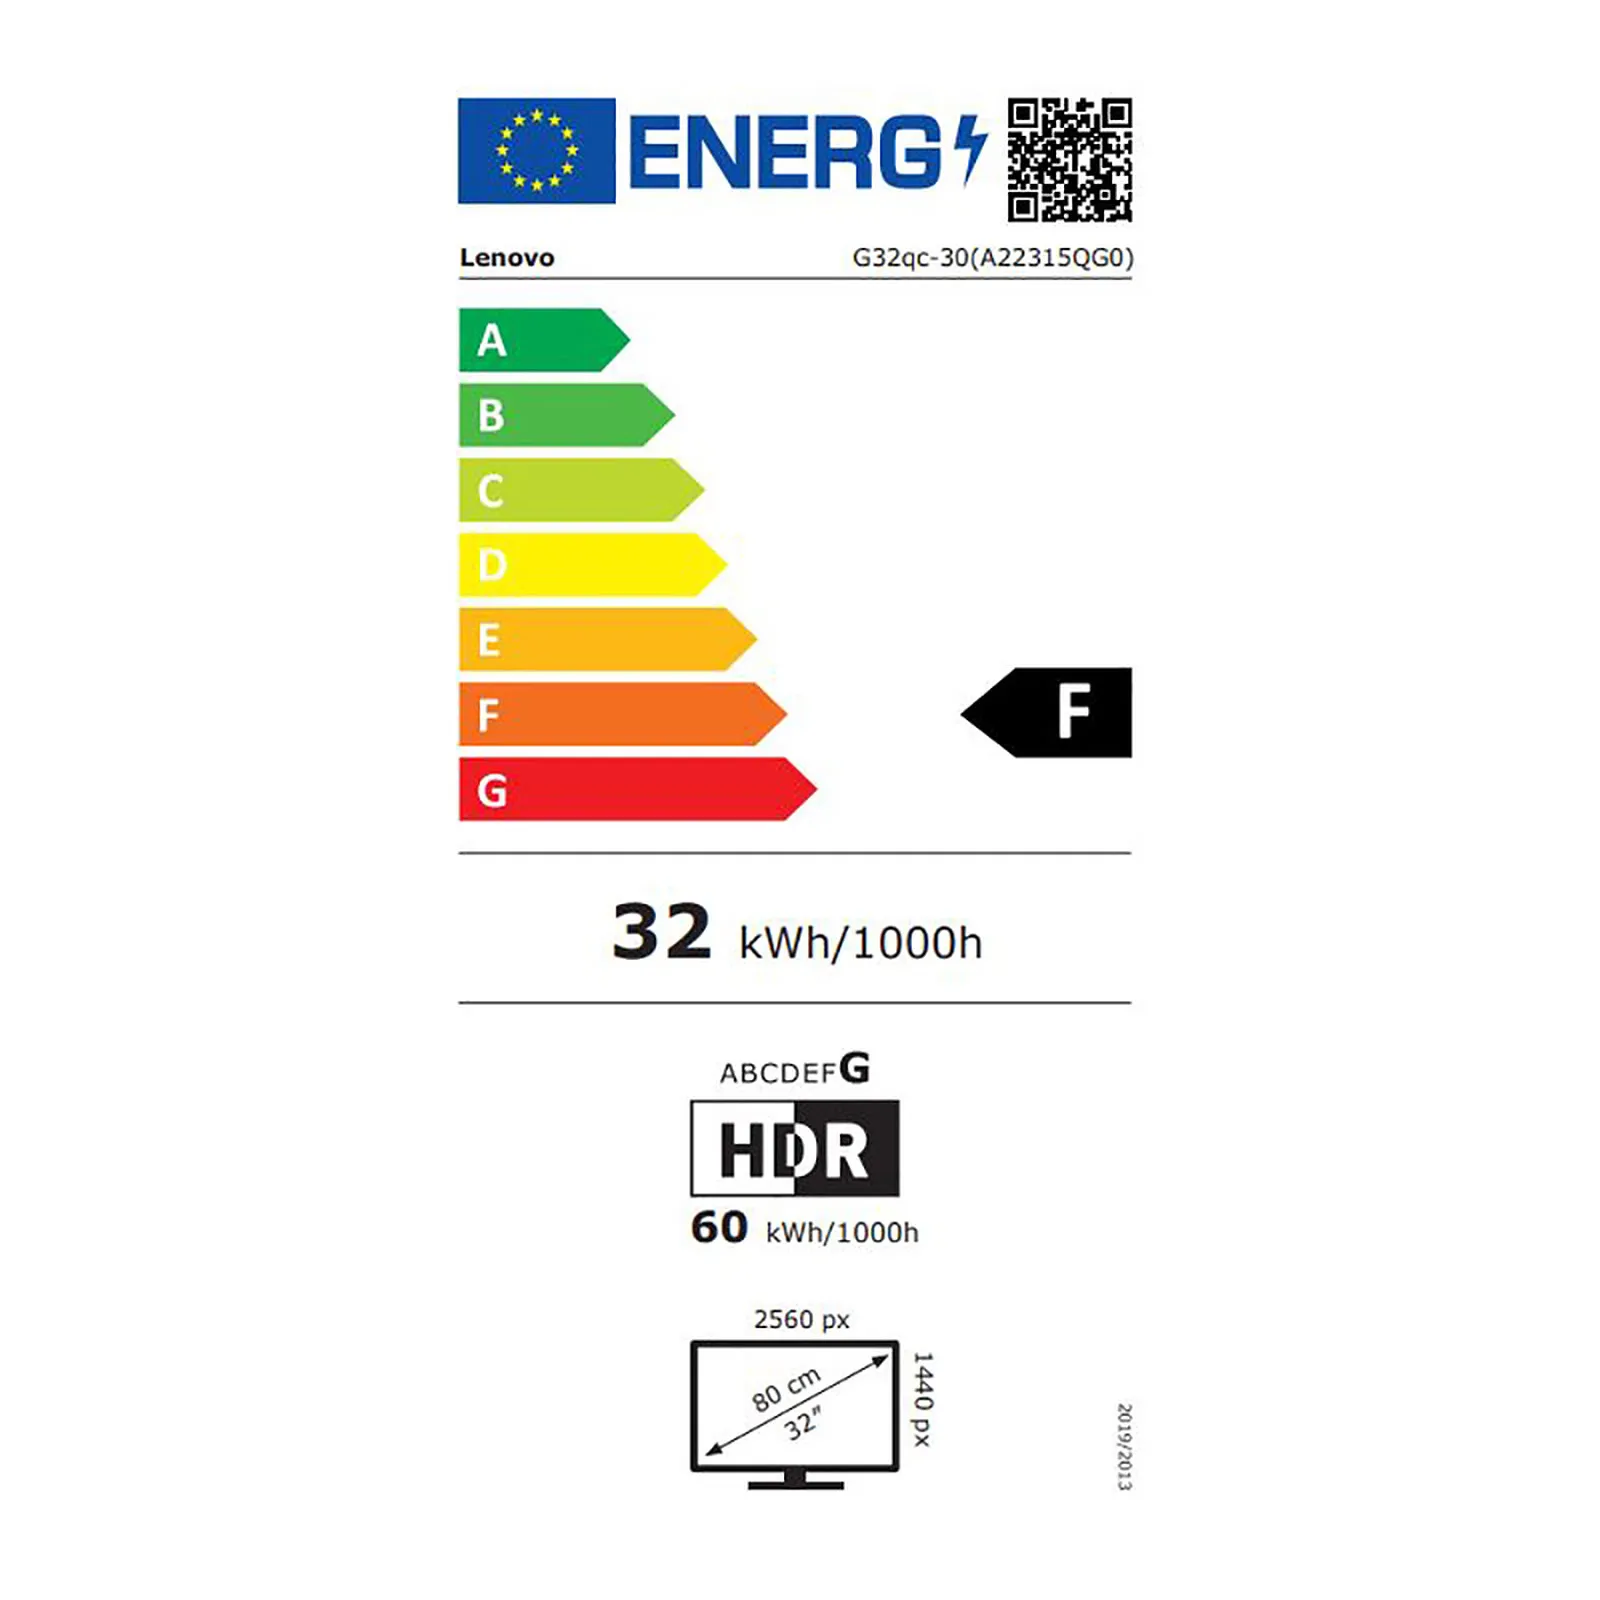 ENERG
Lenovo G32qc-30(A22315QG0)
A
B
C
D
E
F
F
G
32 kWh/1000h
ABCDEFG
HDR
60 kWh/1000h
2560 px
1440 px
80 cm
32"
2019/2013